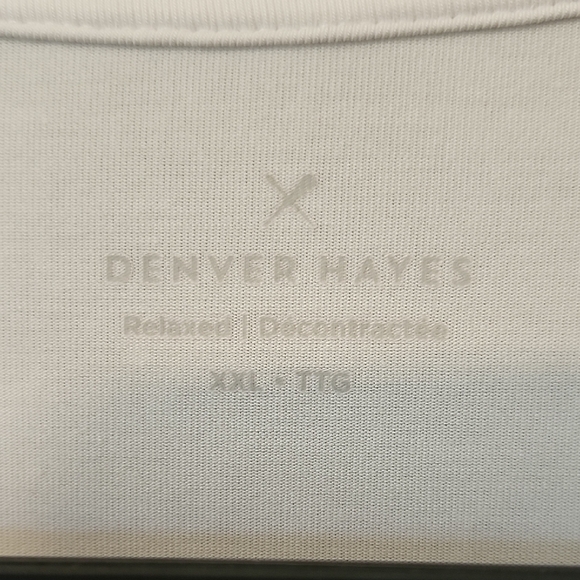 DENVER HAYES
Relaxed | Décontractée
XXL • TTG